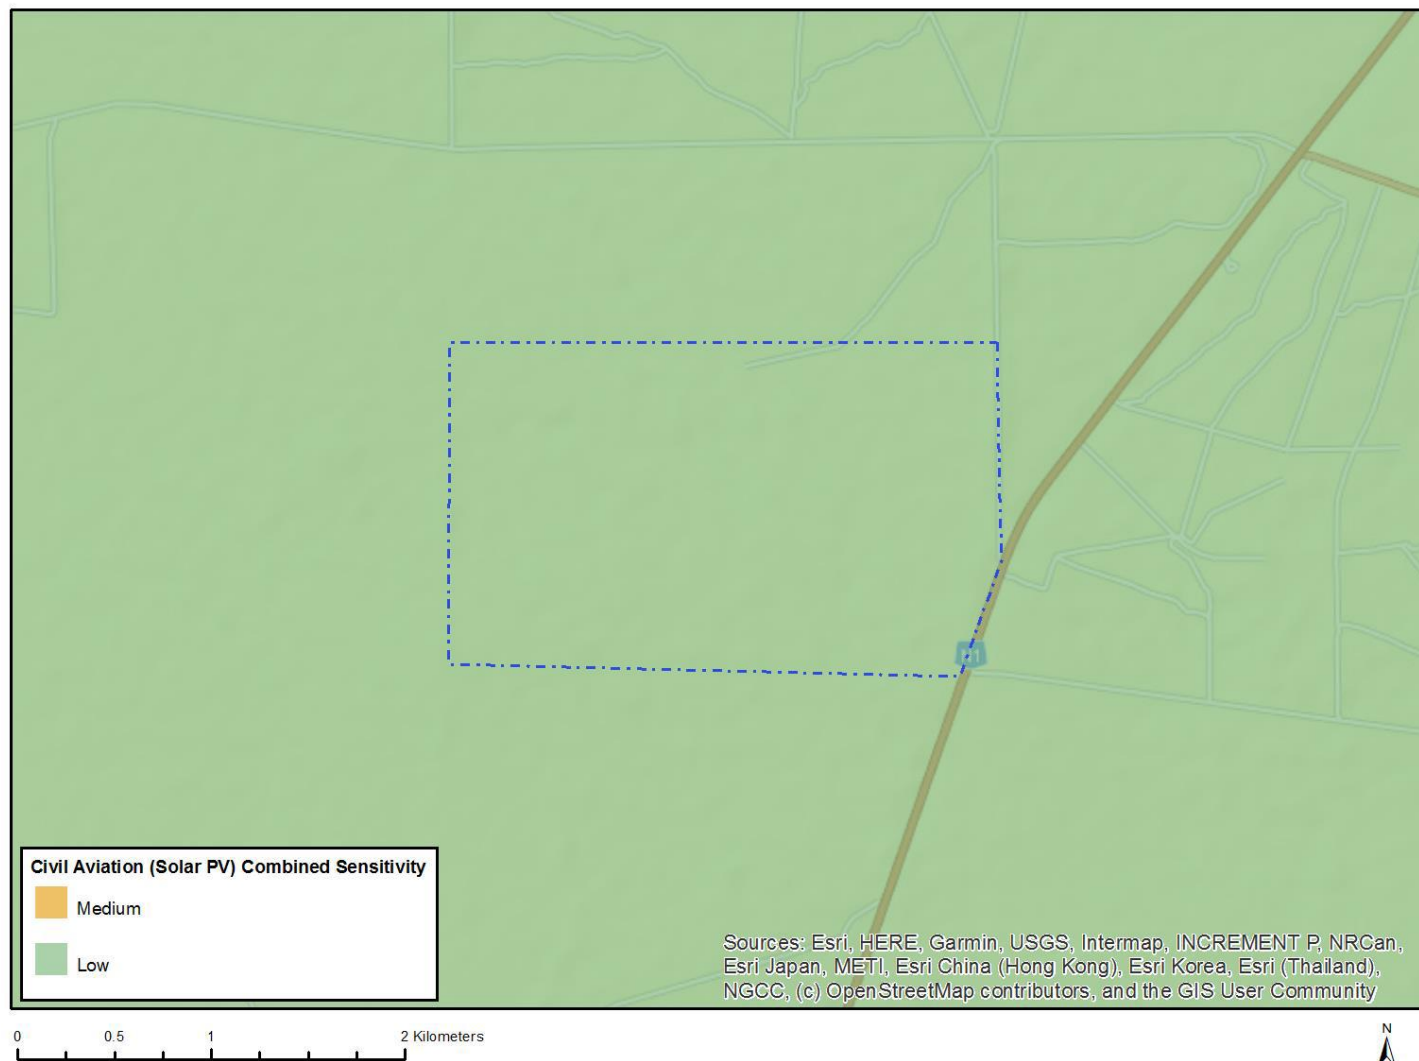 Civil Aviation (Solar PV) Combined Sensitivity
Medium
Low
Sources: Esri, HERE, Garmin, USGS, Intermap, INCREMENT P, NRCan,
Esri Japan, METI, Esri China (Hong Kong), Esri Korea, Esri (Thailand),
NGCC, (c) OpenStreetMap contributors, and the GIS User Community
0 0.5 1 2 Kilometers
N